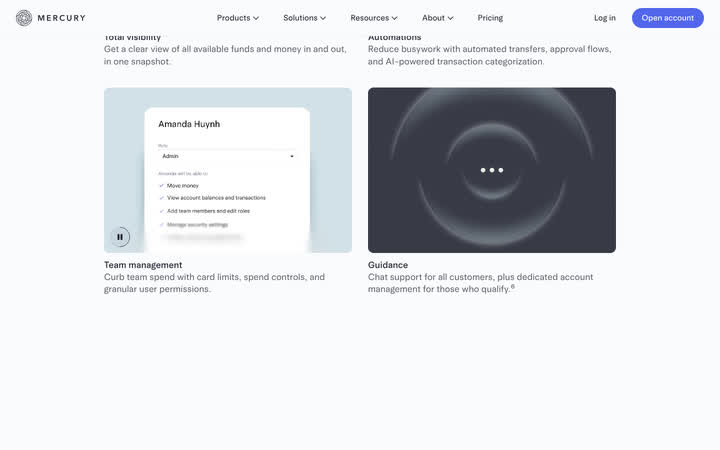 MERCURY
Products
Solutions
Resources
About
Pricing
Log in
Open account
Total visibility
Get a clear view of all available funds and money in and out,
in one snapshot.
Automations
Reduce busywork with automated transfers, approval flows,
and AI-powered transaction categorization.
Amanda Huynh
Role
Admin
Amanda will be able to
Move money
View account balances and transactions
Add team members and edit roles
Manage security settings
Team management
Curb team spend with card limits, spend controls, and
granular user permissions.
Guidance
Chat support for all customers, plus dedicated account
management for those who qualify.⁶